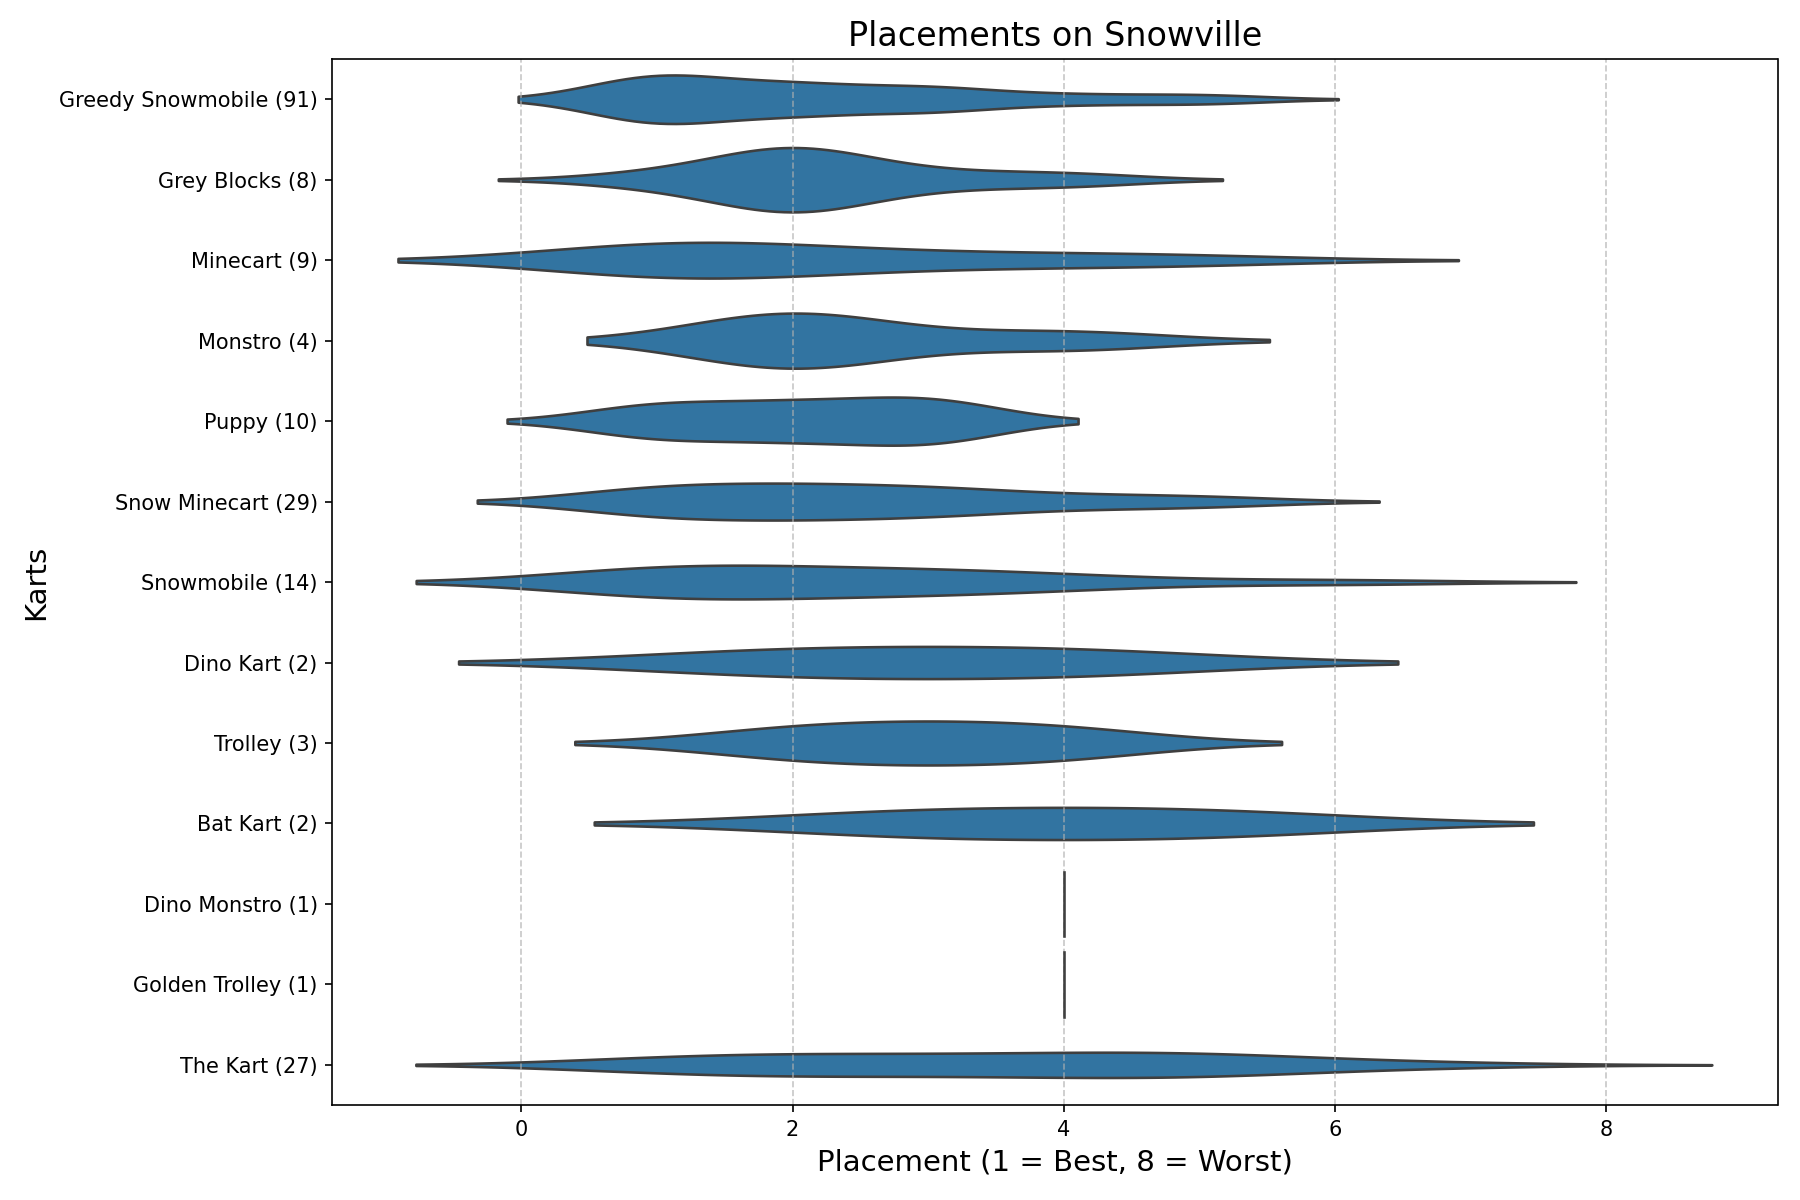 Placements on Snowville
Greedy Snowmobile (91)
Grey Blocks (8)
Minecart (9)
Monstro (4)
Puppy (10)
Snow Minecart (29)
Snowmobile (14)
Dino Kart (2)
Trolley (3)
Bat Kart (2)
Dino Monstro (1)
Golden Trolley (1)
The Kart (27)
Karts
0 2 4 6 8
Placement (1 = Best, 8 = Worst)